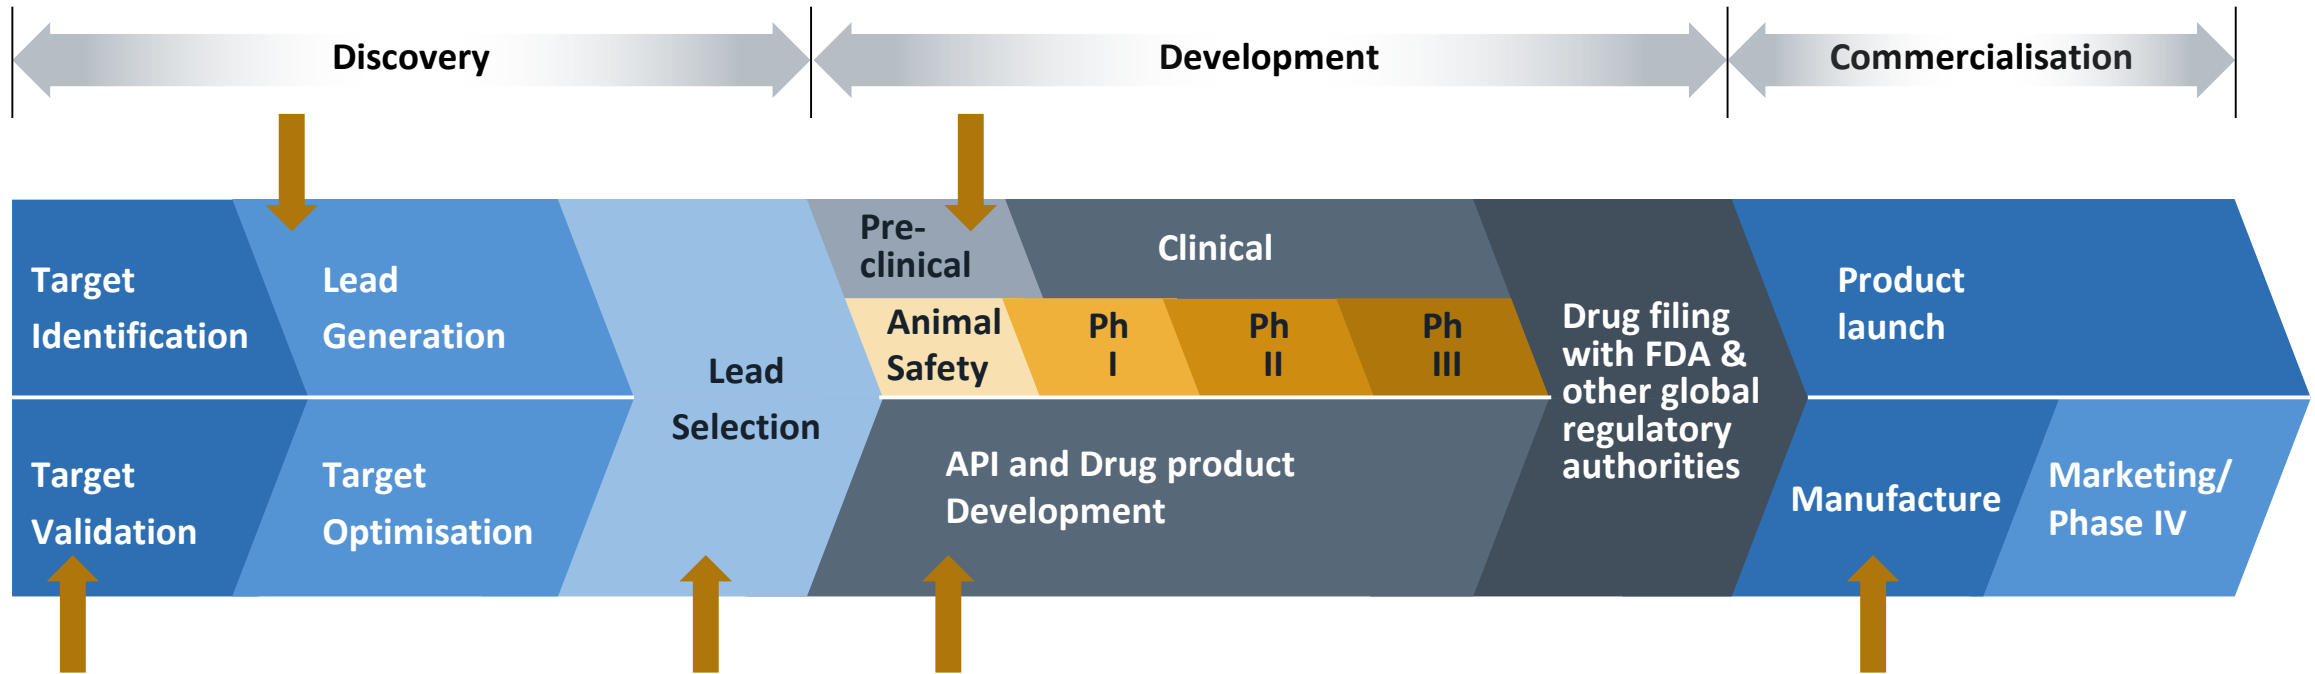 Discovery
Development
Commercialisation
Target
Identification
Lead
Generation
Target
Validation
Target
Optimisation
Lead
Selection
Pre-
clinical
Clinical
Animal
Safety
Ph
I
Ph
II
Ph
III
API and Drug product
Development
Drug filing
with FDA &
other global
regulatory
authorities
Product
launch
Manufacture
Marketing/
Phase IV